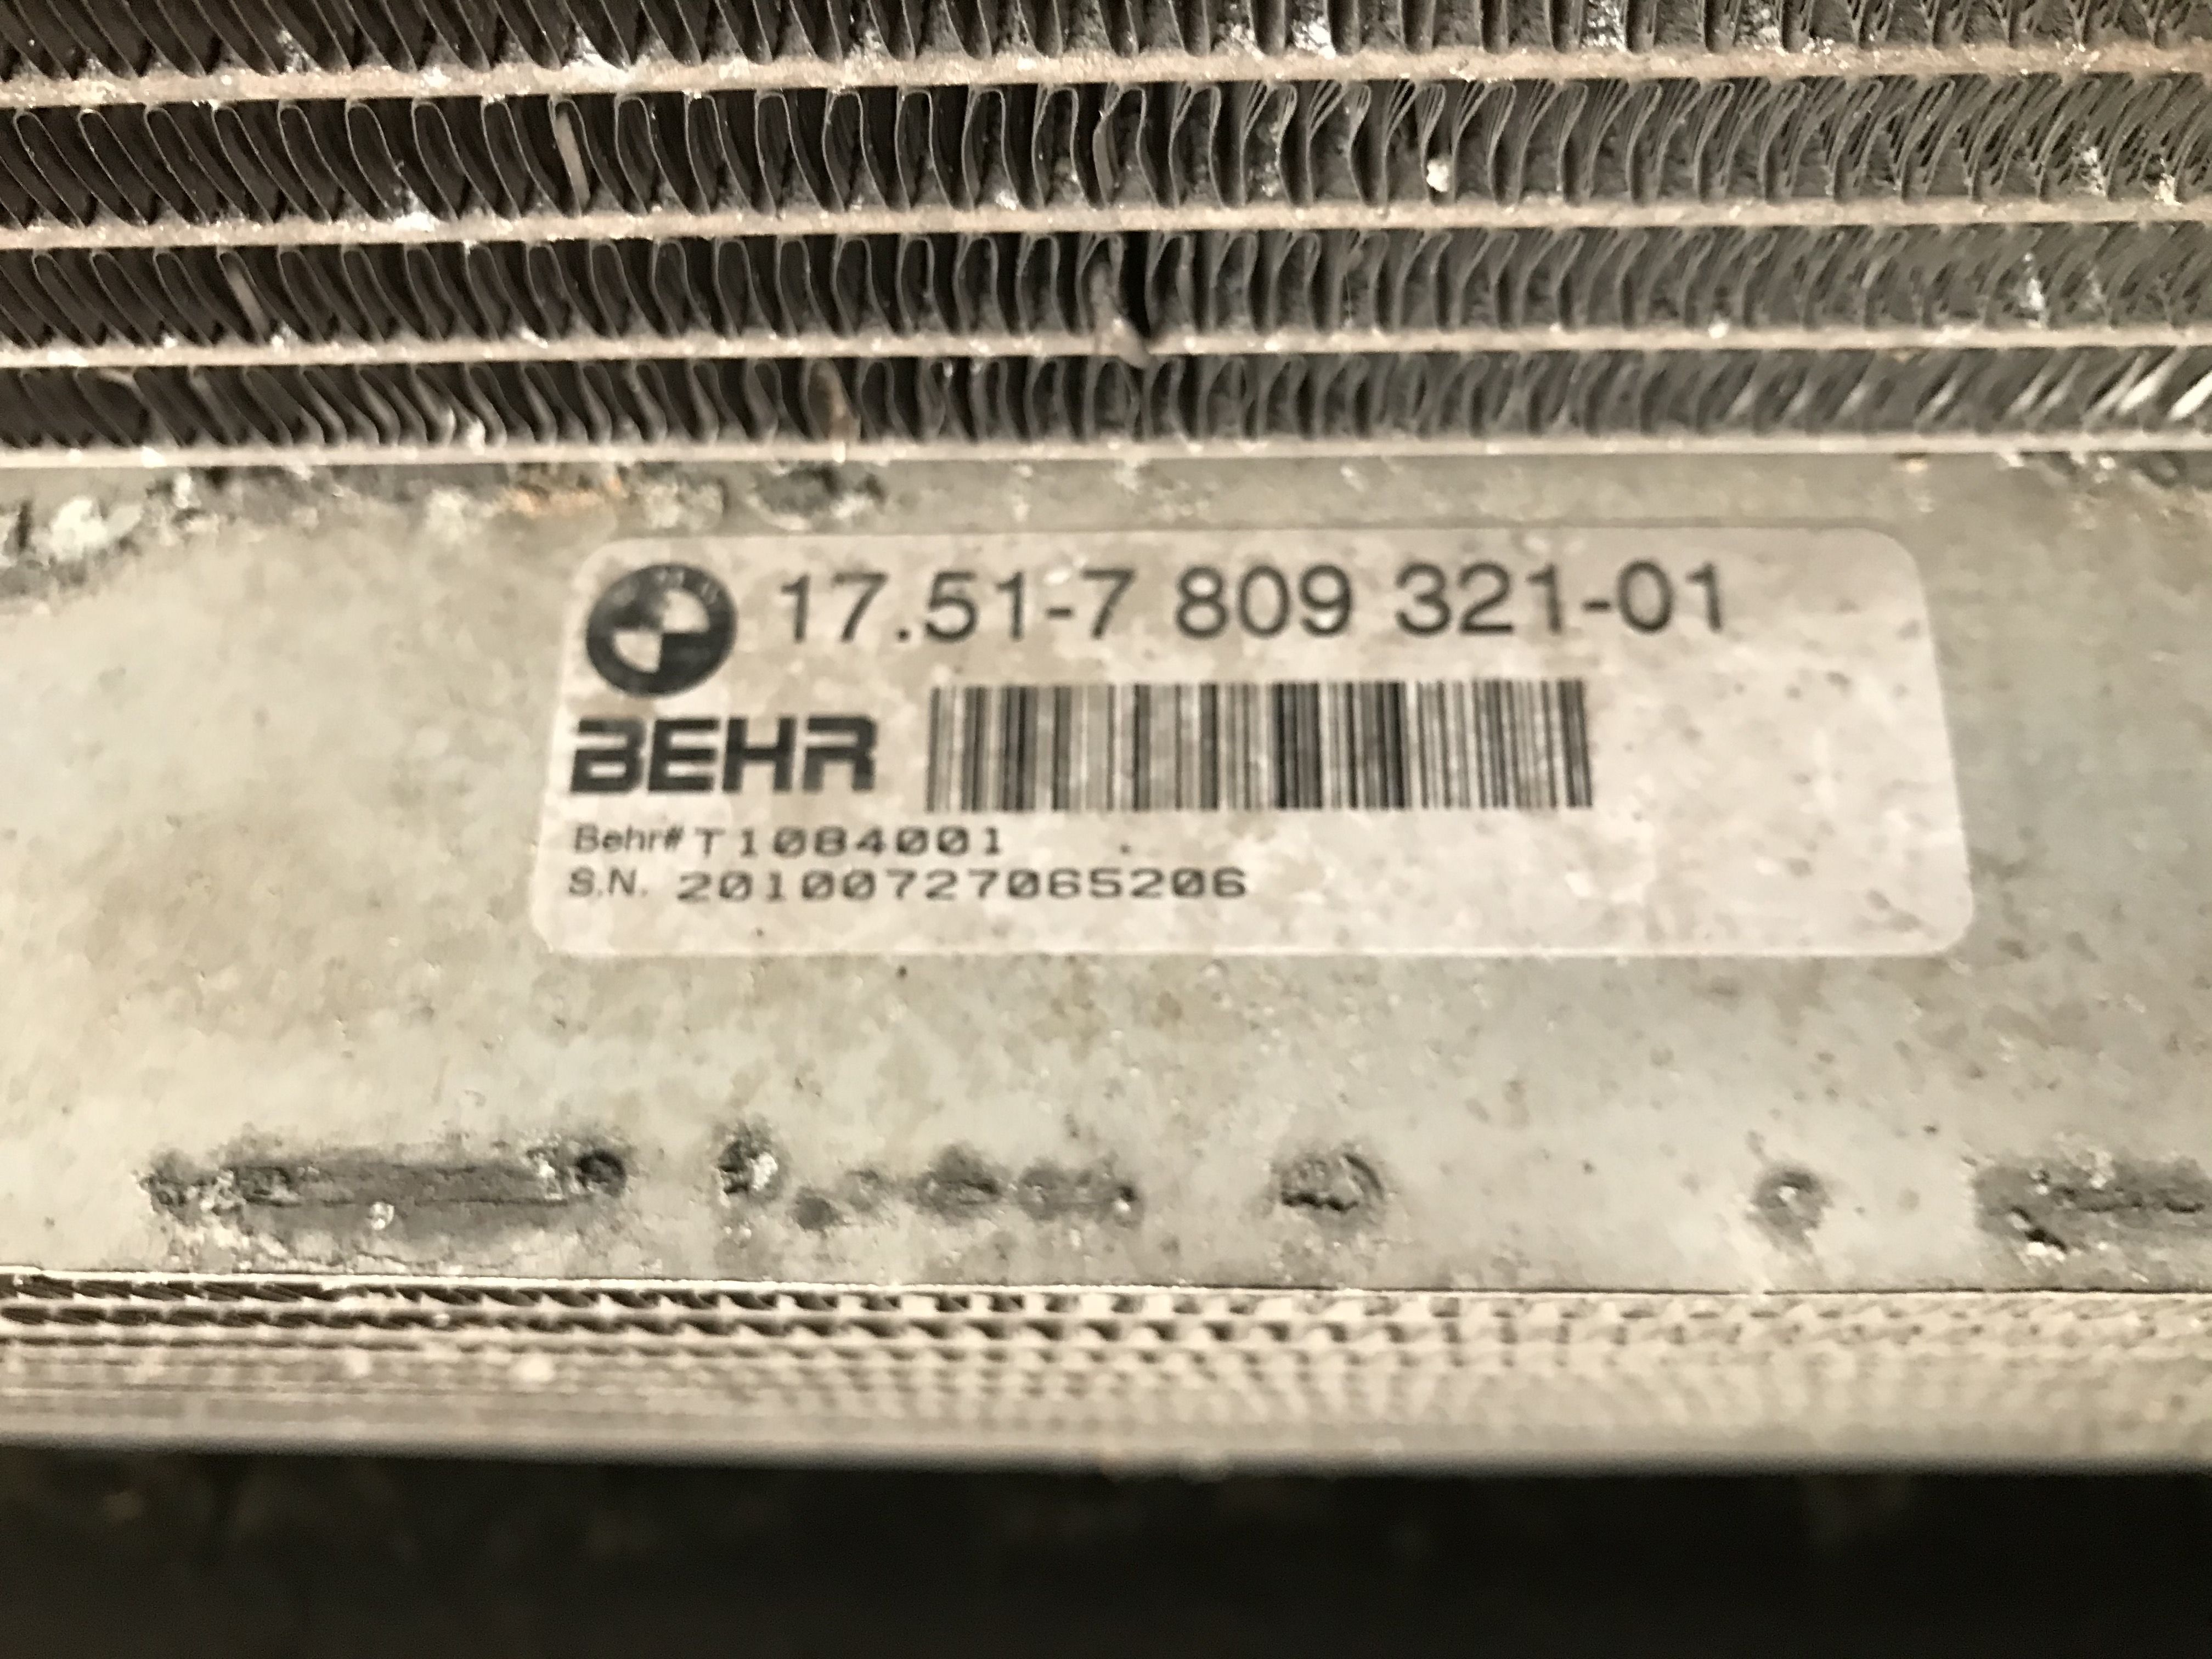 17.51-7 809 321-01
BEHR
Behr# T1084001
S.N. 20100727065206